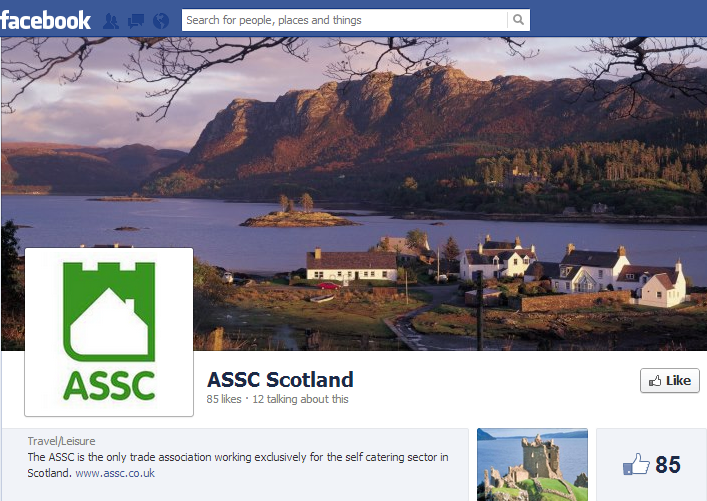 facebook
Search for people, places and things
ASSC
ASSC Scotland
85 likes · 12 talking about this
Like
Travel/Leisure
The ASSC is the only trade association working exclusively for the self catering sector in
Scotland. www.assc.co.uk
85